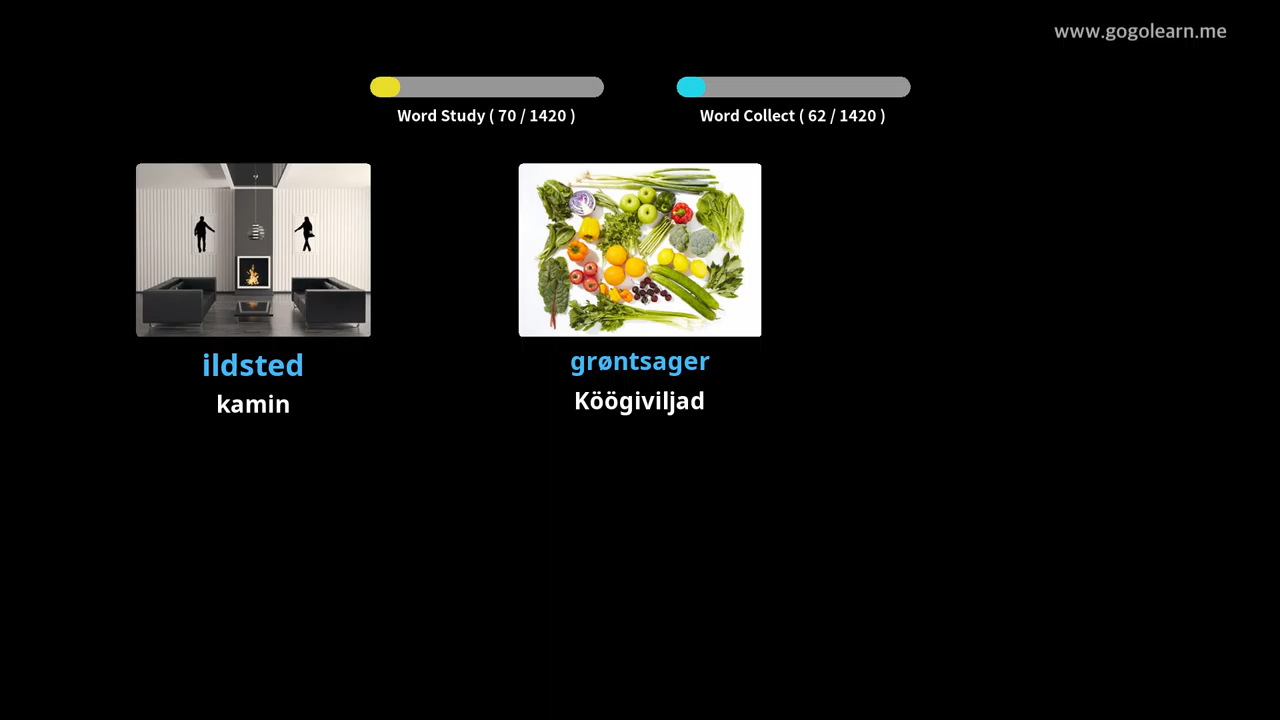 www.gogolearn.me
Word Study ( 70 / 1420 )
Word Collect ( 62 / 1420 )
ildsted
kamin
grøntsager
Köögiviljad